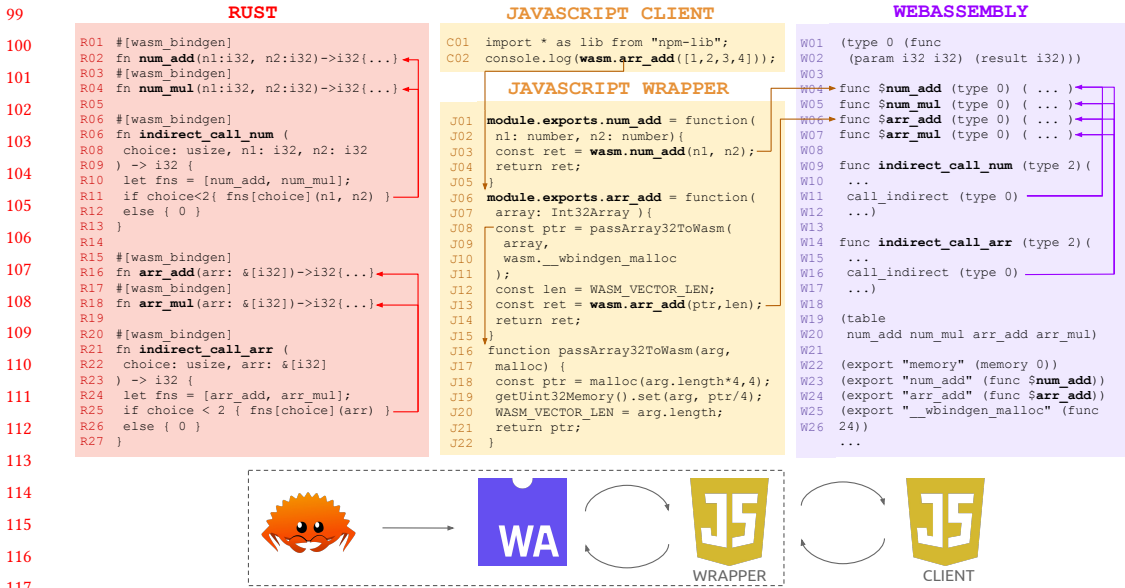 99
100
101
102
103
104
105
106
107
108
109
110
111
112
113
114
115
116
117
RUST
R01 #[wasm_bindgen]
R02 fn num_add(n1:i32, n2:i32)->i32{...}
R03 #[wasm_bindgen]
R04 fn num_mul(n1:i32, n2:i32)->i32{...}
R05
R06 #[wasm_bindgen]
R06 fn indirect_call_num (
R08 choice: usize, n1: i32, n2: i32
R09 ) -> i32 {
R10 let fns = [num_add, num_mul];
R11 if choice<2{ fns[choice](n1, n2) }
R12 else { 0 }
R13 }
R14
R15 #[wasm_bindgen]
R16 fn arr_add(arr: &[i32])->i32{...}
R17 #[wasm_bindgen]
R18 fn arr_mul(arr: &[i32])->i32{...}
R19
R20 #[wasm_bindgen]
R21 fn indirect_call_arr (
R22 choice: usize, arr: &[i32]
R23 ) -> i32 {
R24 let fns = [arr_add, arr_mul];
R25 if choice < 2 { fns[choice](arr) }
R26 else { 0 }
R27 }
JAVASCRIPT CLIENT
C01 import * as lib from "npm-lib";
C02 console.log(wasm.arr_add([1,2,3,4]));
JAVASCRIPT WRAPPER
J01 module.exports.num_add = function(
J02 n1: number, n2: number){
J03 const ret = wasm.num_add(n1, n2);
J04 return ret;
J05 }
J06 module.exports.arr_add = function(
J07 array: Int32Array ){
J08 const ptr = passArray32ToWasm(
J09 array,
J10 wasm.__wbindgen_malloc
J11 );
J12 const len = WASM_VECTOR_LEN;
J13 const ret = wasm.arr_add(ptr,len);
J14 return ret;
J15 }
J16 function passArray32ToWasm(arg,
J17 malloc) {
J18 const ptr = malloc(arg.length*4,4);
J19 getUint32Memory().set(arg, ptr/4);
J20 WASM_VECTOR_LEN = arg.length;
J21 return ptr;
J22 }
WEBASSEMBLY
W01 (type 0 (func
W02 (param i32 i32) (result i32)))
W03
W04 func $num_add (type 0) ( ... )
W05 func $num_mul (type 0) ( ... )
W06 func $arr_add (type 0) ( ... )
W07 func $arr_mul (type 0) ( ... )
W08
W09 func indirect_call_num (type 2)(
W10 ...
W11 call_indirect (type 0)
W12 ...)
W13
W14 func indirect_call_arr (type 2)(
W15 ...
W16 call_indirect (type 0)
W17 ...)
W18
W19 (table
W20 num_add num_mul arr_add arr_mul)
W21
W22 (export "memory" (memory 0))
W23 (export "num_add" (func $num_add))
W24 (export "arr_add" (func $arr_add))
W25 (export "__wbindgen_malloc" (func
W26 24))
...
WA
JS
WRAPPER
JS
CLIENT